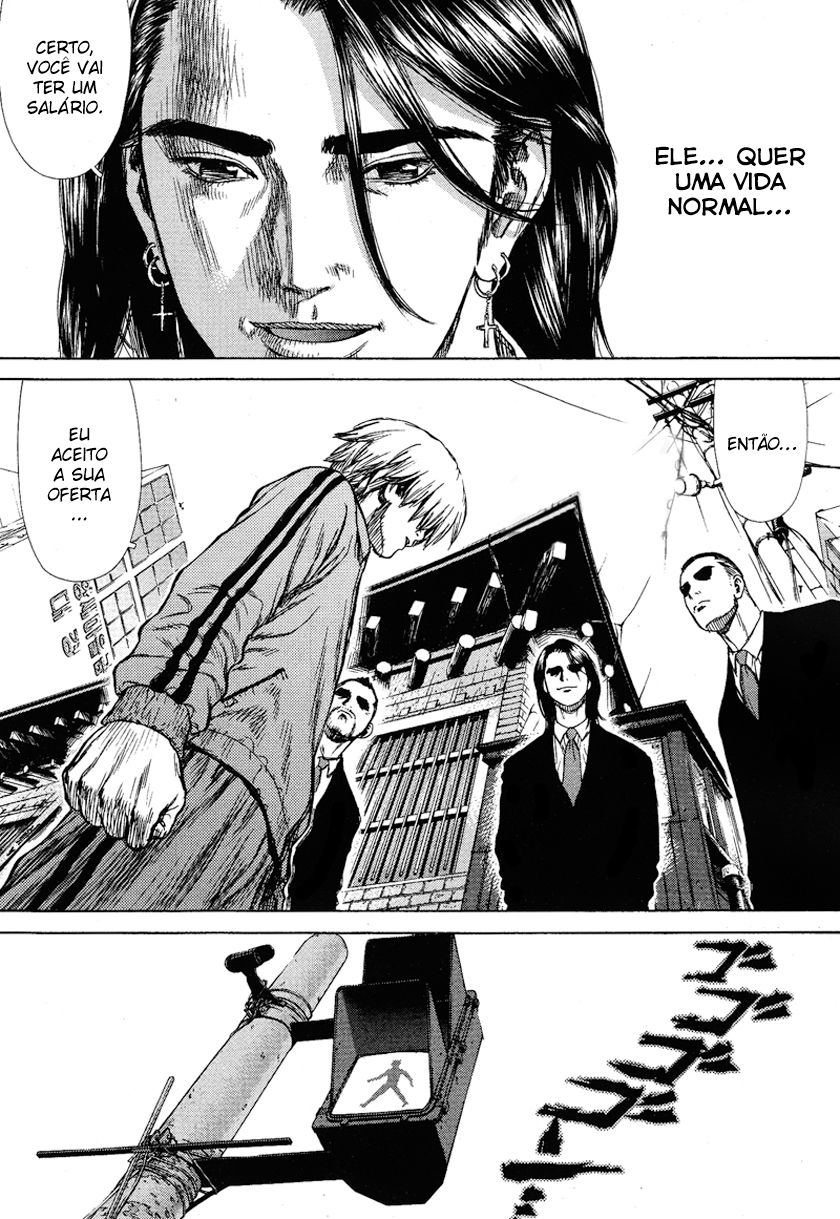 ELE... QUER
UMA VIDA
NORMAL...
CERTO,
VOCÊ VAI
TER UM
SALÁRIO.
ENTÃO...
EU
ACEITO
A SUA
OFERTA
...
ゴゴゴゴ